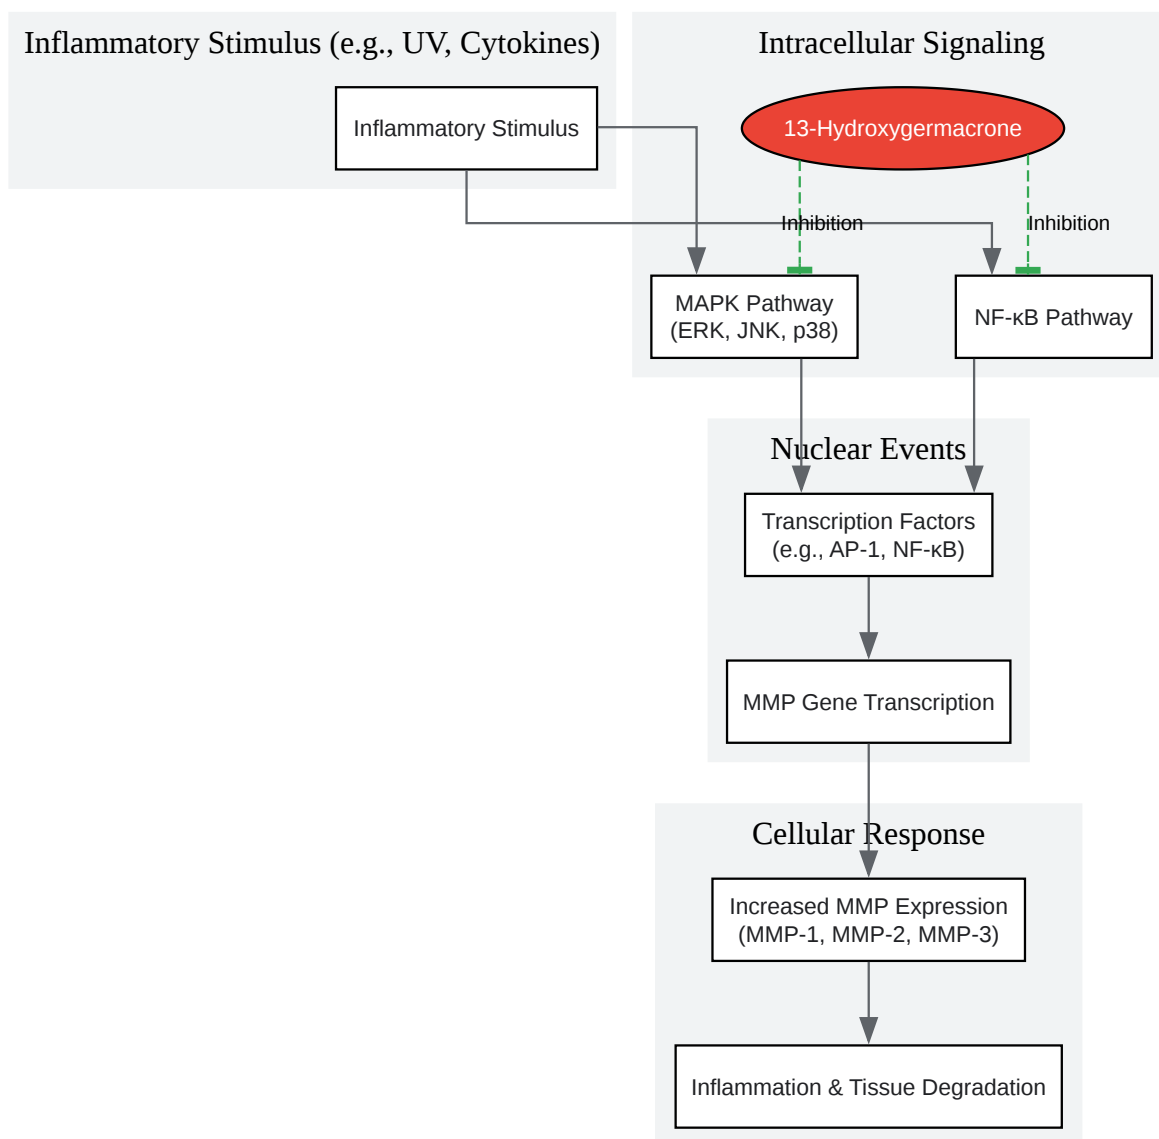 Inflammatory Stimulus (e.g., UV, Cytokines)
Intracellular Signaling
Inflammatory Stimulus
13-Hydroxygermacrone
Inhibition
Inhibition
MAPK Pathway
(ERK, JNK, p38)
NF-κB Pathway
Nuclear Events
Transcription Factors
(e.g., AP-1, NF-κB)
MMP Gene Transcription
Cellular Response
Increased MMP Expression
(MMP-1, MMP-2, MMP-3)
Inflammation & Tissue Degradation